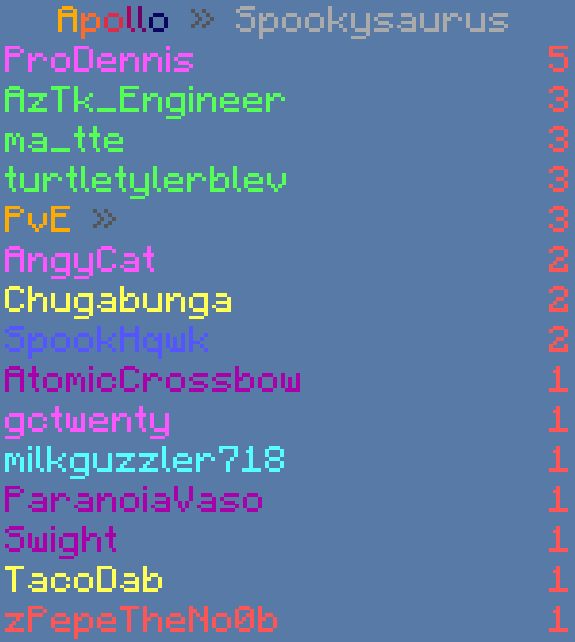 Apollo » Spookysaurus
ProDennis 5
AzTk_Engineer 3
ma_tte 3
turtletylerblev 3
PvE » 3
AngyCat 2
Chugabunga 2
SpookHqwk 2
AtomicCrossbow 1
gctwenty 1
milkguzzler718 1
ParanoiaVaso 1
Swight 1
TacoDab 1
zPepeTheNo0b 1